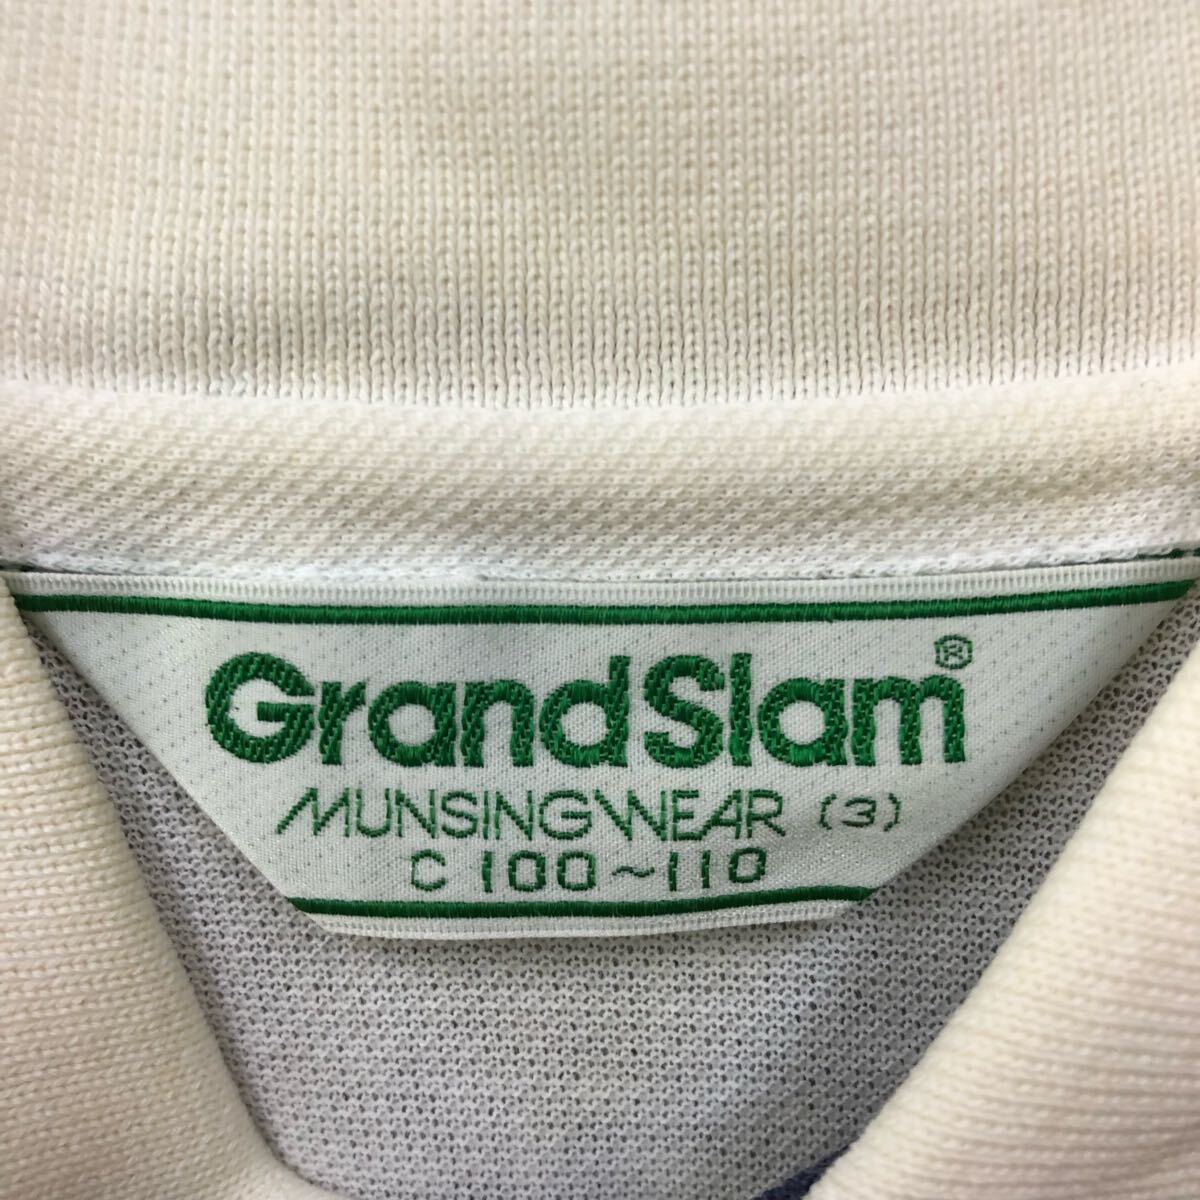 GrandSlam®
MUNSINGWEAR (3)
C 100~110